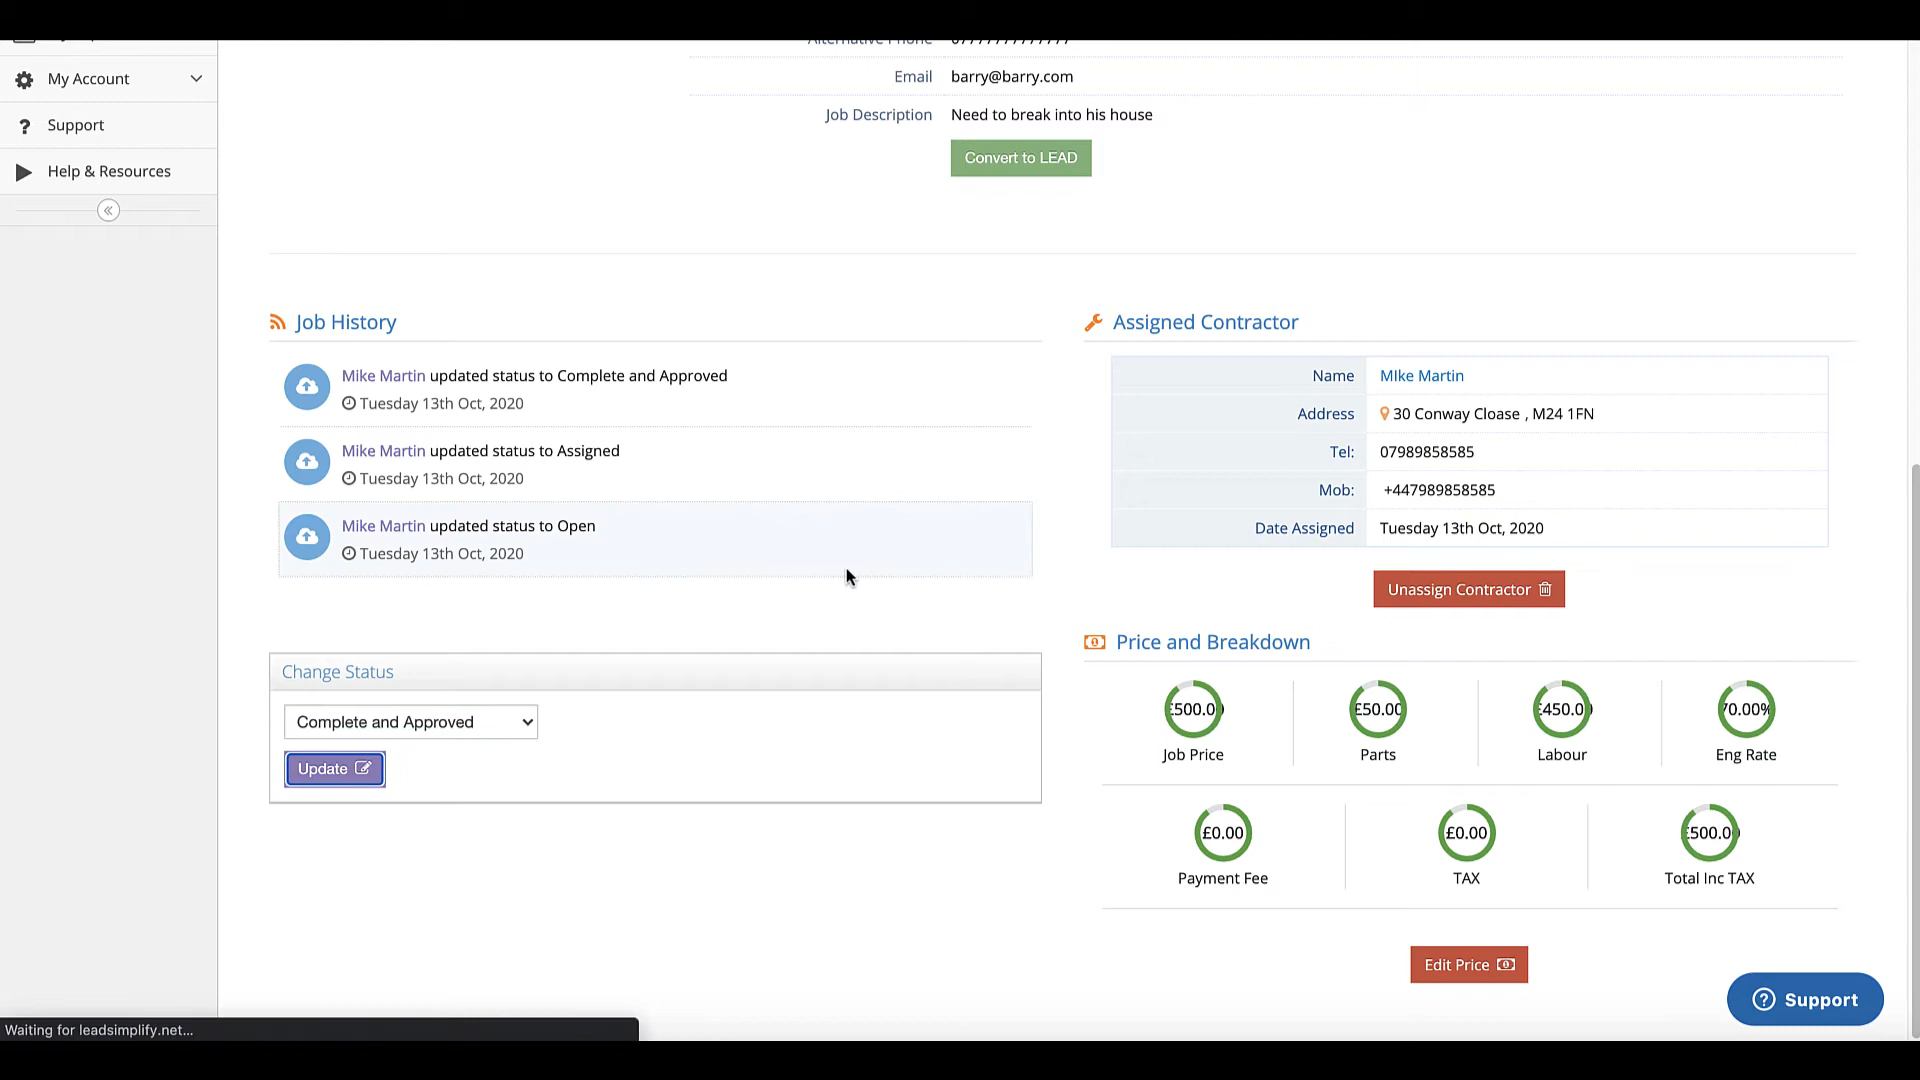 My Account
Support
Help & Resources
Email barry@barry.com
Job Description Need to break into his house
Convert to LEAD
Job History
Mike Martin updated status to Complete and Approved
Tuesday 13th Oct, 2020
Mike Martin updated status to Assigned
Tuesday 13th Oct, 2020
Mike Martin updated status to Open
Tuesday 13th Oct, 2020
Change Status
Complete and Approved
Update
Assigned Contractor
Name MIke Martin
Address 30 Conway Cloase , M24 1FN
Tel: 07989858585
Mob: +447989858585
Date Assigned Tuesday 13th Oct, 2020
Unassign Contractor
Price and Breakdown
£500.00 £50.00 £450.00 70.00%
Job Price Parts Labour Eng Rate
£0.00 £0.00 £500.00
Payment Fee TAX Total Inc TAX
Edit Price
Support
Waiting for leadsimplify.net...